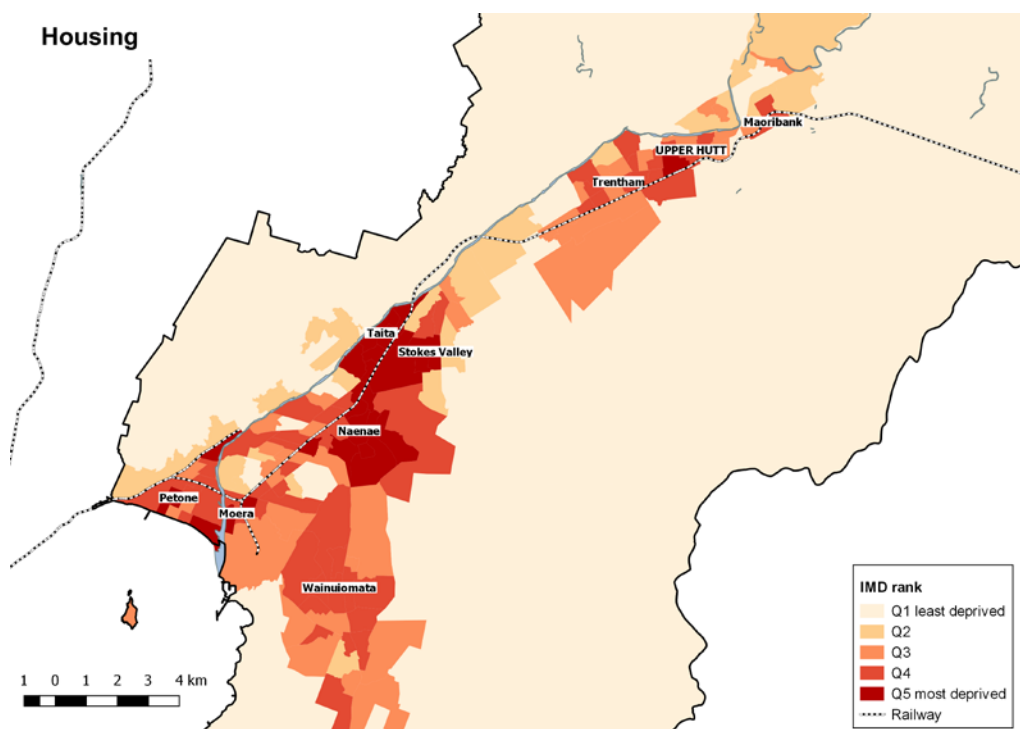 Housing
Maoribank
UPPER HUTT
Trentham
Taita
Stokes Valley
Naenae
Petone
Moera
Wainuiomata
IMD rank
Q1 least deprived
Q2
Q3
Q4
Q5 most deprived
Railway
1 0 1 2 3 4 km